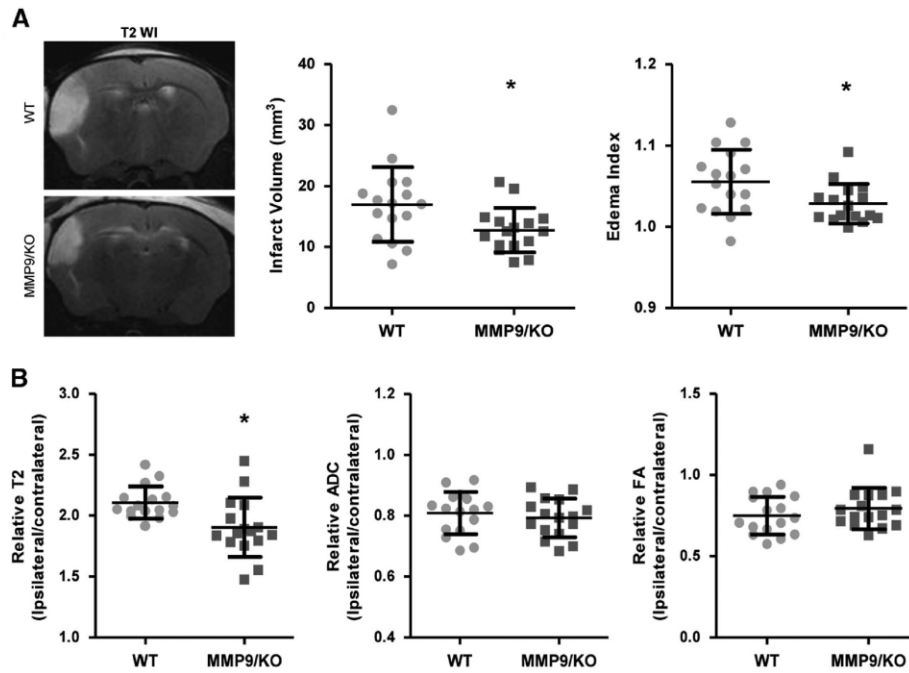 A
T2 WI
WT
MMP9/KO
Infarct Volume (mm³)
40
30
20
10
0
*
WT
MMP9/KO
Edema Index
1.2
1.1
1.0
0.9
*
WT
MMP9/KO
B
Relative T2
(Ipsilateral/contralateral)
3.0
2.5
2.0
1.5
1.0
*
WT
MMP9/KO
Relative ADC
(Ipsilateral/contralateral)
1.2
1.0
0.8
0.6
0.4
WT
MMP9/KO
Relative FA
(Ipsilateral/contralateral)
1.5
1.0
0.5
0.0
WT
MMP9/KO